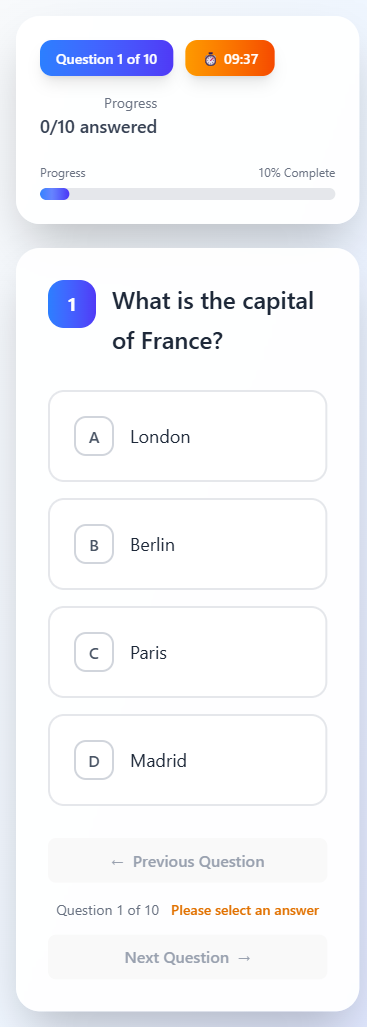 Question 1 of 10
09:37
Progress
0/10 answered
Progress
10% Complete
1
What is the capital
of France?
A
London
B
Berlin
C
Paris
D
Madrid
← Previous Question
Question 1 of 10 Please select an answer
Next Question →